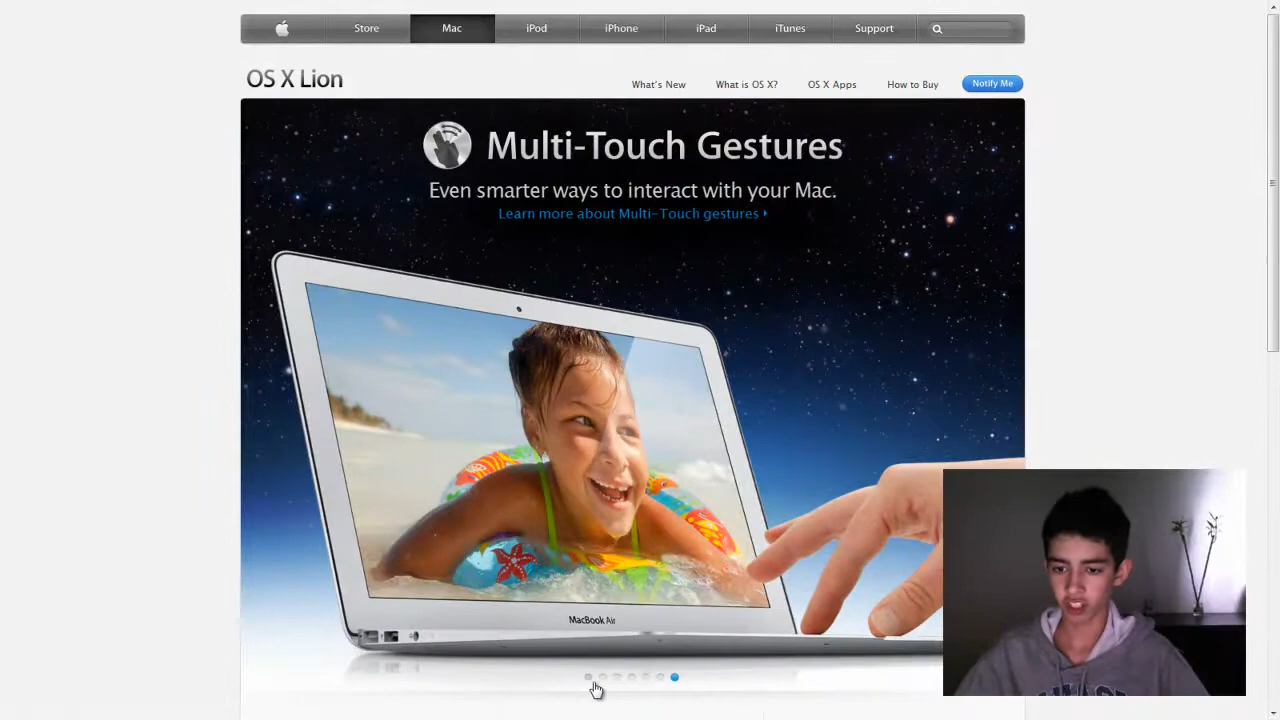 Store Mac iPod iPhone iPad iTunes Support
OS X Lion
What's New What is OS X? OS X Apps How to Buy Notify Me
Multi-Touch Gestures
Even smarter ways to interact with your Mac.
Learn more about Multi-Touch gestures
MacBook Air